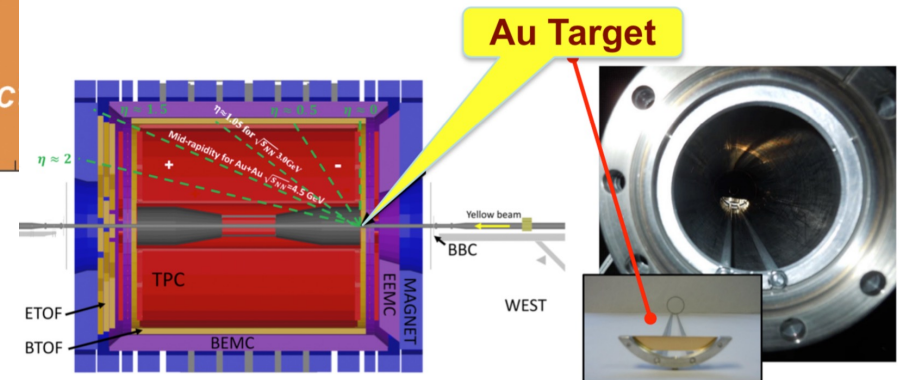 C
Au Target
η ≈ 1.5
η≈1.05 for √sNN 3.0GeV
η ≈ 0.5
η = 0
η ≈ 2
Mid-rapidity for Au+Au √sNN=4.5 GeV
+
-
Yellow beam
BBC
TPC
EEMC
MAGNET
WEST
ETOF
BTOF
BEMC